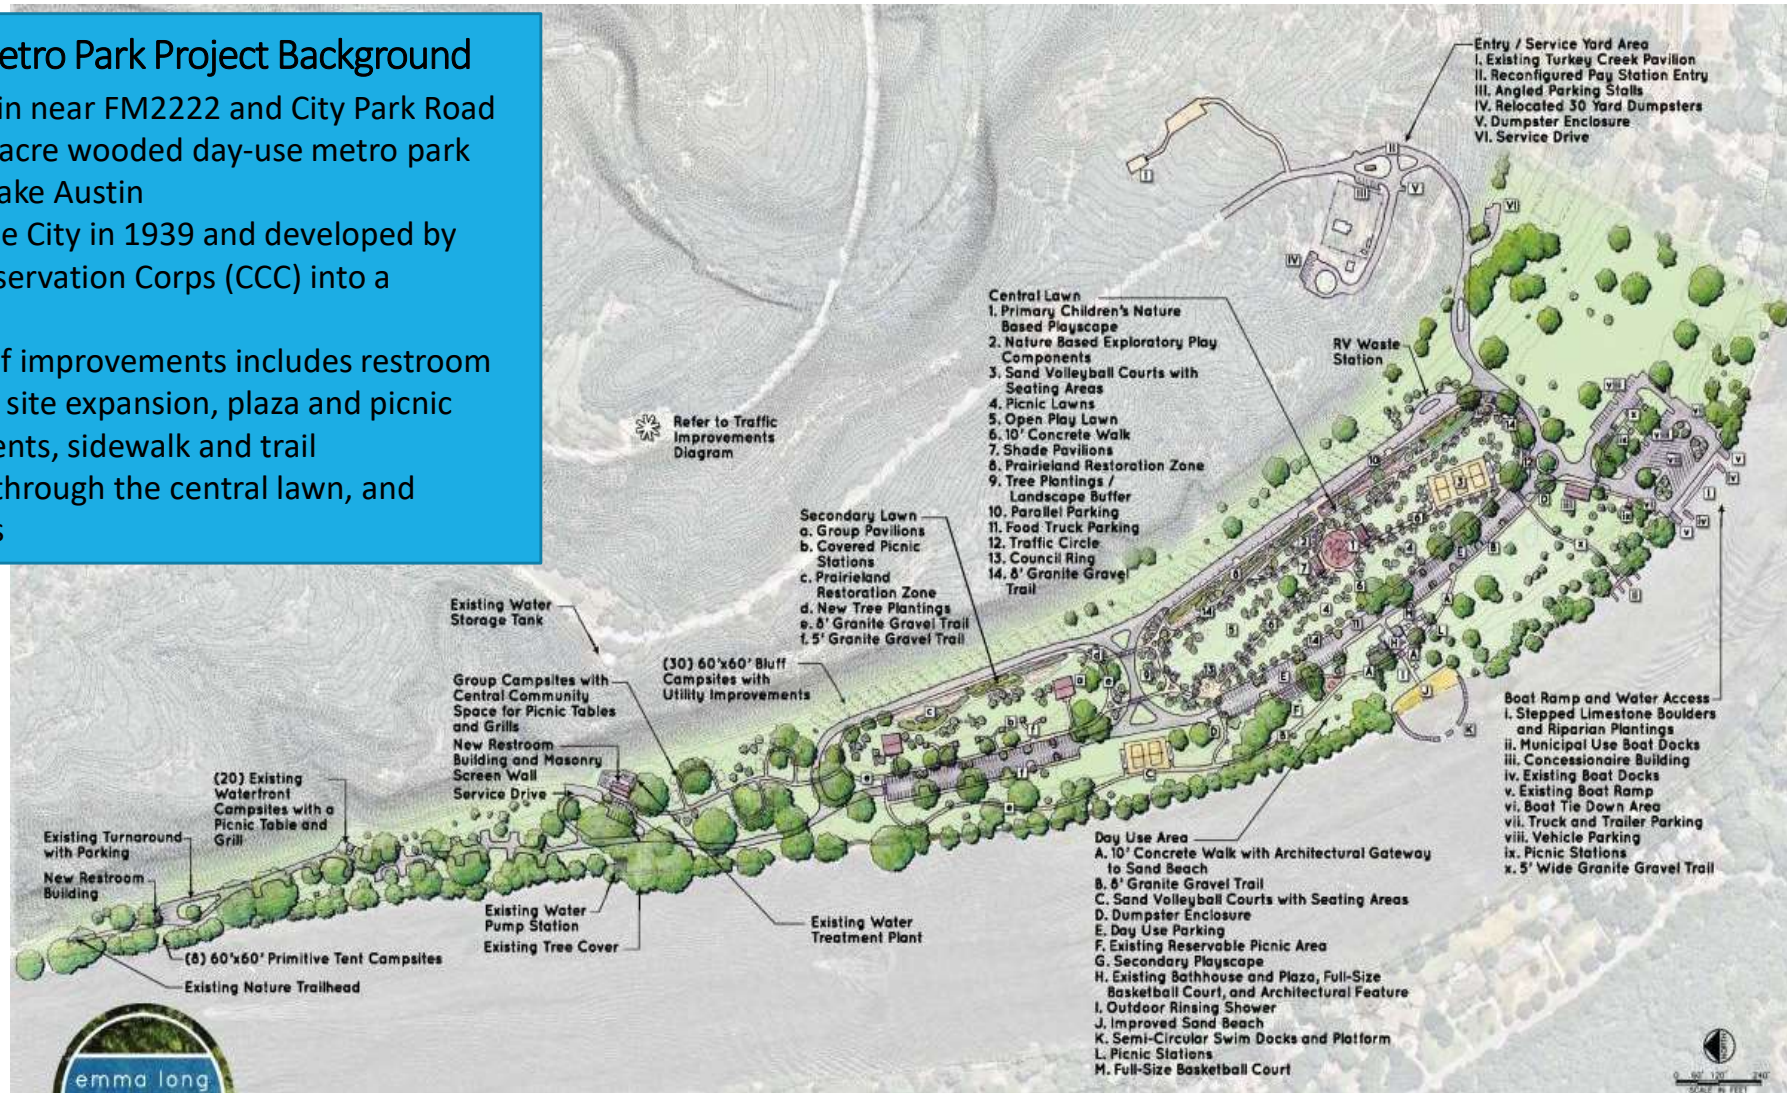 etro Park Project Background
in near FM2222 and City Park Road
acre wooded day-use metro park
ake Austin
e City in 1939 and developed by
servation Corps (CCC) into a
f improvements includes restroom
site expansion, plaza and picnic
ents, sidewalk and trail
through the central lawn, and
s
Entry / Service Yard Area
I. Existing Turkey Creek Pavilion
II. Reconfigured Pay Station Entry
III. Angled Parking Stalls
IV. Relocated 30 Yard Dumpsters
V. Dumpster Enclosure
VI. Service Drive
Central Lawn
1. Primary Children's Nature
Based Playscape
2. Nature Based Exploratory Play
Components
3. Sand Volleyball Courts with
Seating Areas
4. Picnic Lawns
5. Open Play Lawn
6. 10' Concrete Walk
7. Shade Pavilions
8. Prairieland Restoration Zone
9. Tree Plantings /
Landscape Buffer
10. Parallel Parking
11. Food Truck Parking
12. Traffic Circle
13. Council Ring
14. 8' Granite Gravel
Trail
RV Waste
Station
Refer to Traffic
Improvements
Diagram
Secondary Lawn
a. Group Pavilions
b. Covered Picnic
Stations
c. Prairieland
Restoration Zone
d. New Tree Plantings
e. 8' Granite Gravel Trail
f. 5' Granite Gravel Trail
Existing Water
Storage Tank
(30) 60'x60' Bluff
Campsites with
Utility Improvements
Group Campsites with
Central Community
Space for Picnic Tables
and Grills
New Restroom
Building and Masonry
Screen Wall
Service Drive
(20) Existing
Waterfront
Campsites with a
Picnic Table and
Grill
Existing Turnaround
with Parking
New Restroom
Building
(8) 60'x60' Primitive Tent Campsites
Existing Nature Trailhead
Existing Water
Pump Station
Existing Tree Cover
Existing Water
Treatment Plant
Day Use Area
A. 10' Concrete Walk with Architectural Gateway
to Sand Beach
B. 8' Granite Gravel Trail
C. Sand Volleyball Courts with Seating Areas
D. Dumpster Enclosure
E. Day Use Parking
F. Existing Reservable Picnic Area
G. Secondary Playscape
H. Existing Bathhouse and Plaza, Full-Size
Basketball Court, and Architectural Feature
I. Outdoor Rinsing Shower
J. Improved Sand Beach
K. Semi-Circular Swim Docks and Platform
L. Picnic Stations
M. Full-Size Basketball Court
Boat Ramp and Water Access
i. Stepped Limestone Boulders
and Riparian Plantings
ii. Municipal Use Boat Docks
iii. Concessionaire Building
iv. Existing Boat Docks
v. Existing Boat Ramp
vi. Boat Tie Down Area
vii. Truck and Trailer Parking
viii. Vehicle Parking
ix. Picnic Stations
x. 5' Wide Granite Gravel Trail
emma long
NORTH
0 60' 120' 240'
SCALE IN FEET